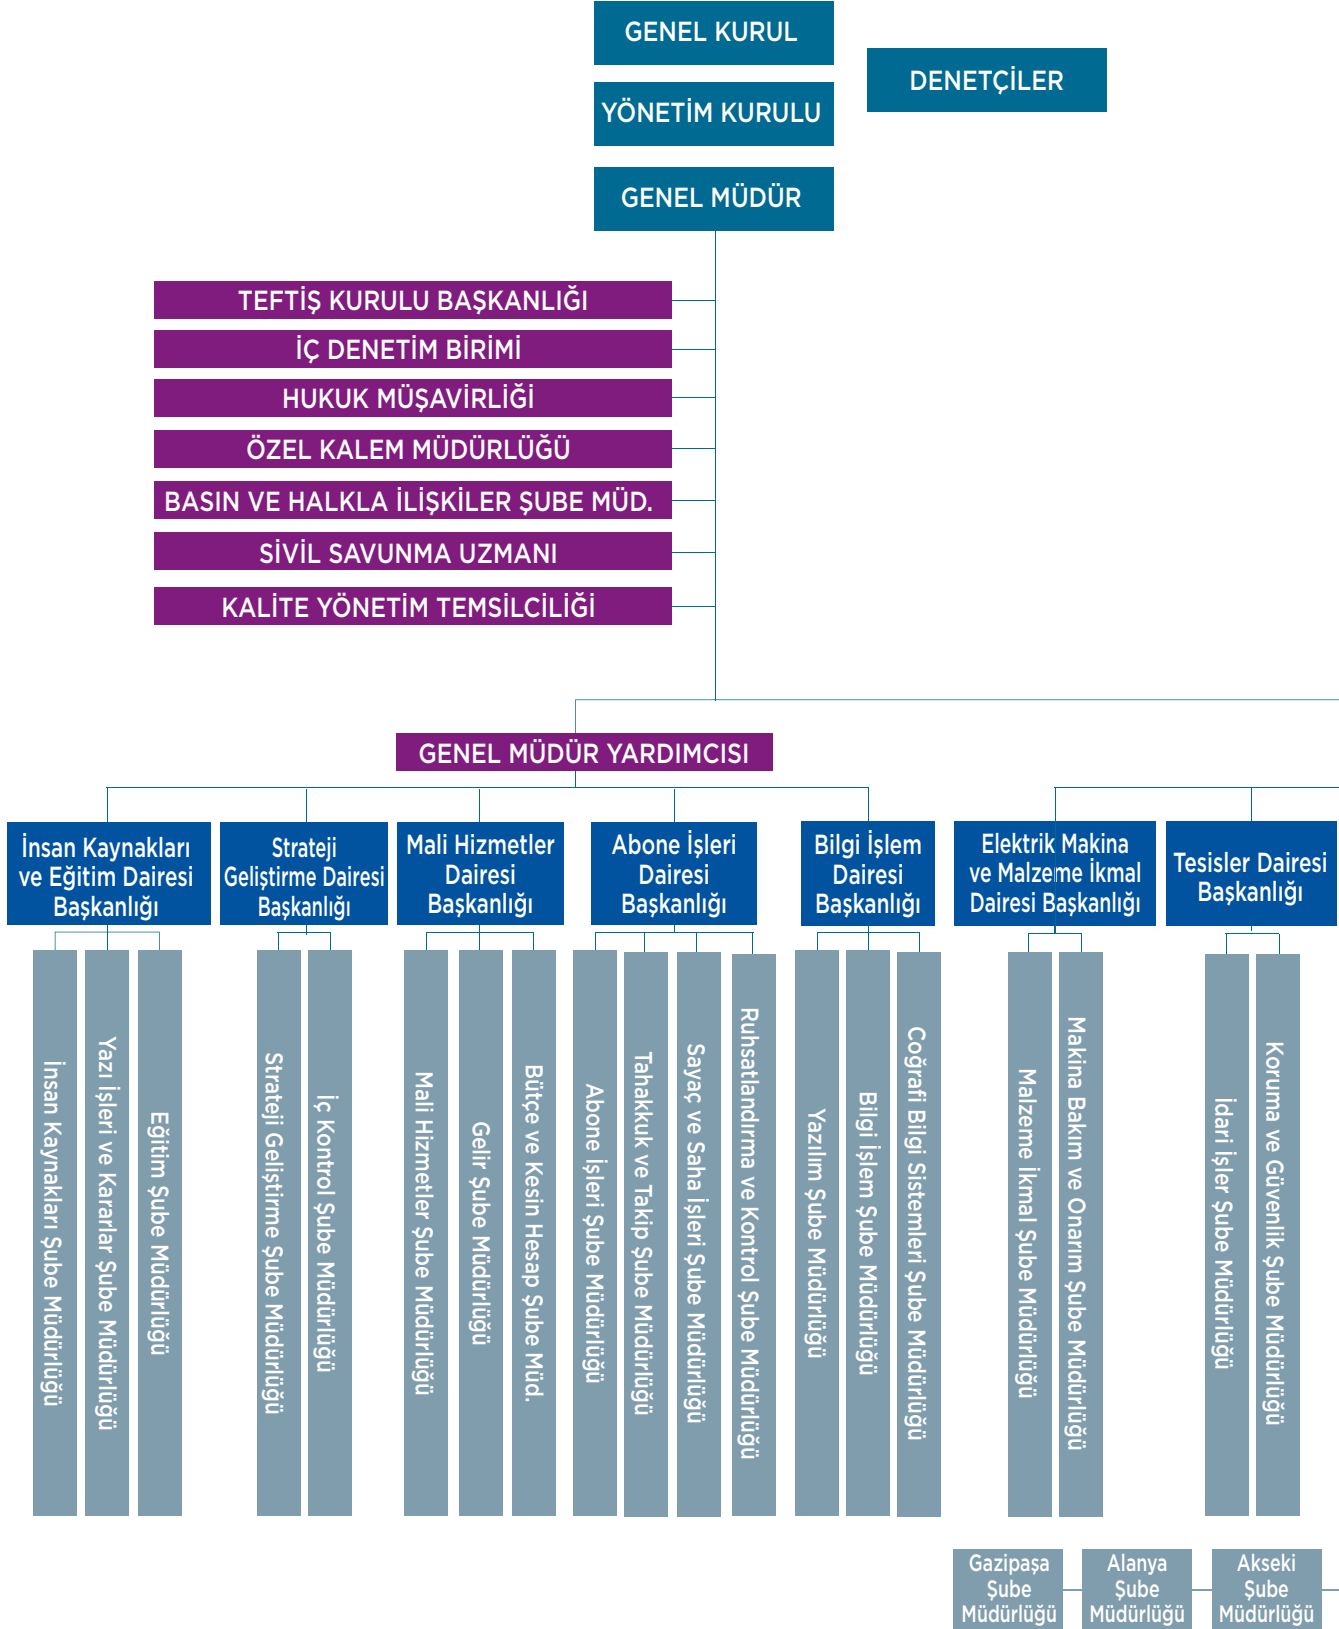 GENEL KURUL
DENETÇİLER
YÖNETİM KURULU
GENEL MÜDÜR
TEFTİŞ KURULU BAŞKANLIĞI
İÇ DENETİM BİRİMİ
HUKUK MÜŞAVİRLİĞİ
ÖZEL KALEM MÜDÜRLÜĞÜ
BASIN VE HALKLA İLİŞKİLER ŞUBE MÜD.
SİVİL SAVUNMA UZMANI
KALİTE YÖNETİM TEMSİLCİLİĞİ
GENEL MÜDÜR YARDIMCISI
İnsan Kaynakları
ve Eğitim Dairesi
Başkanlığı
Strateji
Geliştirme Dairesi
Başkanlığı
Mali Hizmetler
Dairesi
Başkanlığı
Abone İşleri
Dairesi
Başkanlığı
Bilgi İşlem
Dairesi
Başkanlığı
Elektrik Makina
ve Malzeme İkmal
Dairesi Başkanlığı
Tesisler Dairesi
Başkanlığı
İnsan Kaynakları Şube Müdürlüğü
Yazı İşleri ve Kararlar Şube Müdürlüğü
Eğitim Şube Müdürlüğü
Strateji Geliştirme Şube Müdürlüğü
İç Kontrol Şube Müdürlüğü
Mali Hizmetler Şube Müdürlüğü
Gelir Şube Müdürlüğü
Bütçe ve Kesin Hesap Şube Müd.
Abone İşleri Şube Müdürlüğü
Tahakkuk ve Takip Şube Müdürlüğü
Sayaç ve Saha İşleri Şube Müdürlüğü
Ruhsatlandırma ve Kontrol Şube Müdürlüğü
Yazılım Şube Müdürlüğü
Bilgi İşlem Şube Müdürlüğü
Coğrafi Bilgi Sistemleri Şube Müdürlüğü
Malzeme İkmal Şube Müdürlüğü
Makina Bakım ve Onarım Şube Müdürlüğü
İdari İşler Şube Müdürlüğü
Koruma ve Güvenlik Şube Müdürlüğü
Gazipaşa
Şube
Müdürlüğü
Alanya
Şube
Müdürlüğü
Akseki
Şube
Müdürlüğü